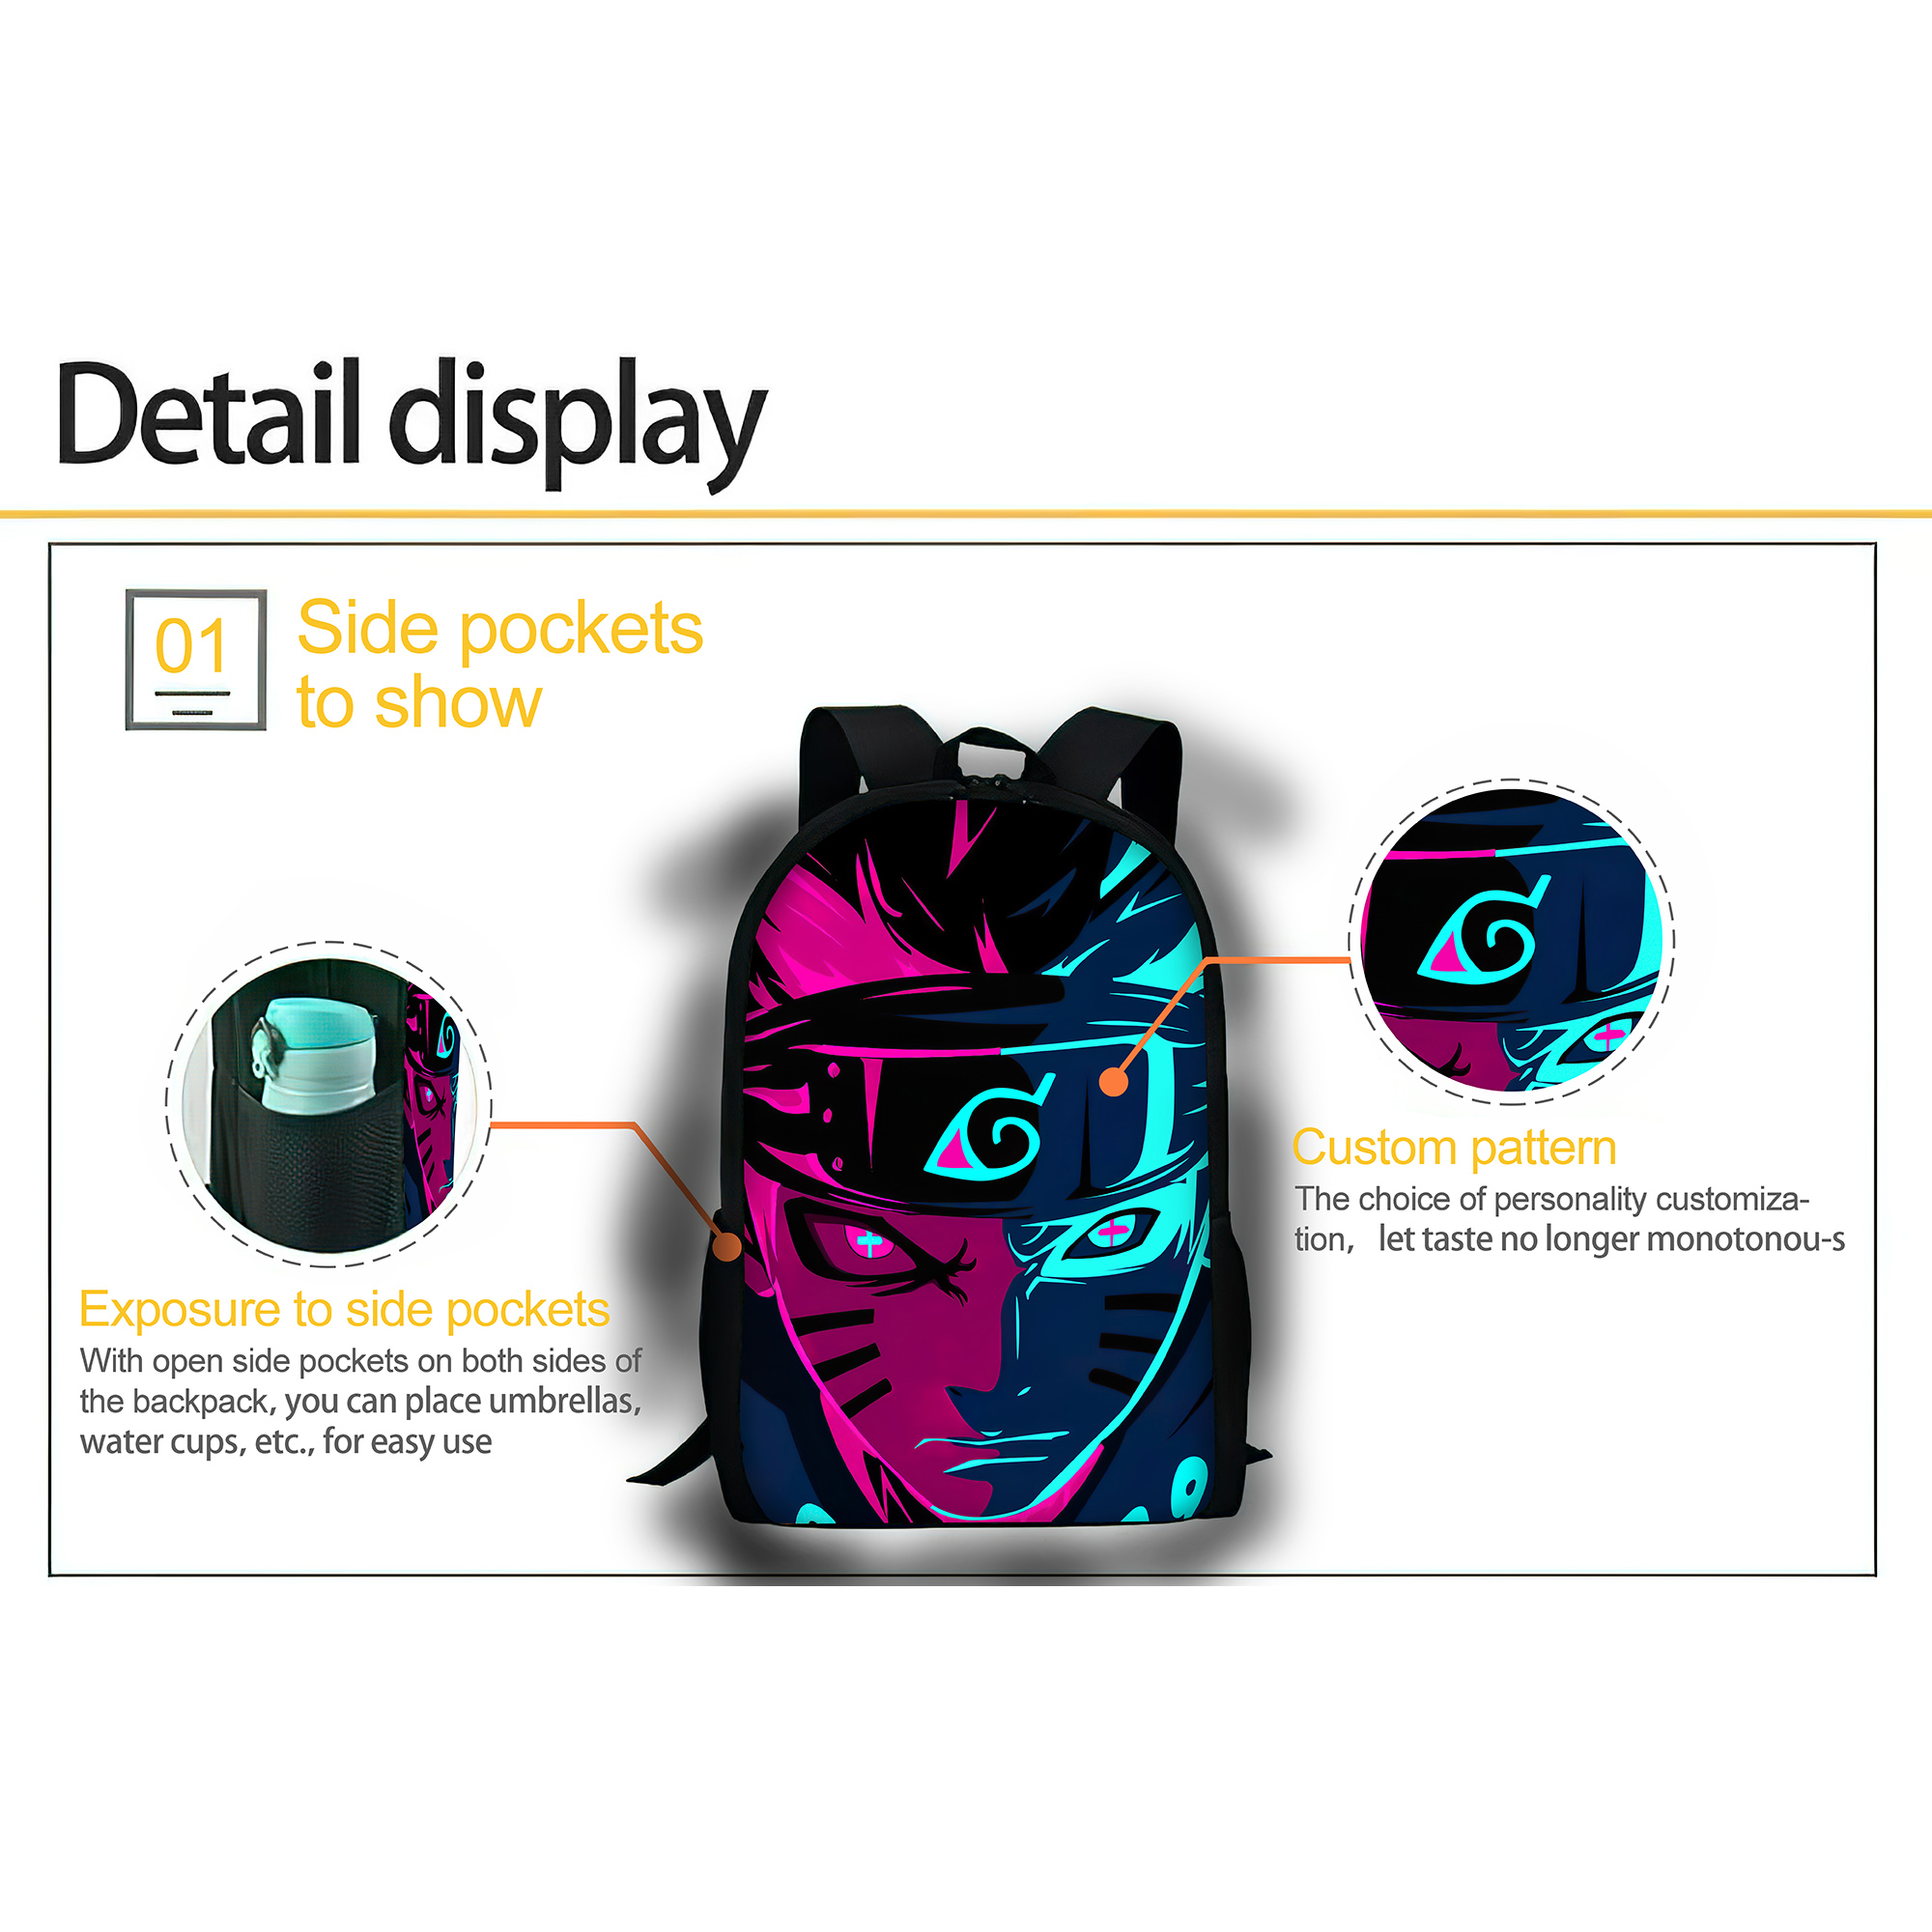 Detail display
01
Side pockets
to show
Custom pattern
The choice of personality customiza-
tion, let taste no longer monotonou-s
Exposure to side pockets
With open side pockets on both sides of
the backpack, you can place umbrellas,
water cups, etc., for easy use